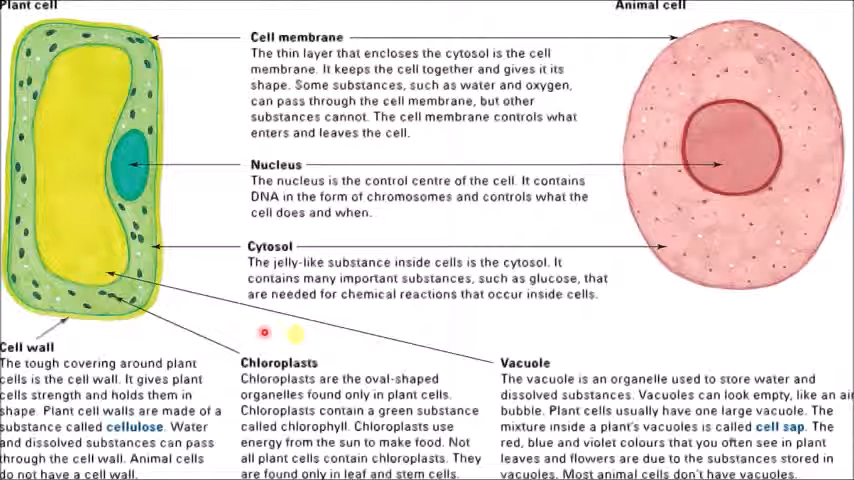 Plant cell
Animal cell
Cell membrane
The thin layer that encloses the cytosol is the cell
membrane. It keeps the cell together and gives it its
shape. Some substances, such as water and oxygen,
can pass through the cell membrane, but other
substances cannot. The cell membrane controls what
enters and leaves the cell.
Nucleus
The nucleus is the control centre of the cell. It contains
DNA in the form of chromosomes and controls what the
cell does and when.
Cytosol
The jelly-like substance inside cells is the cytosol. It
contains many important substances, such as glucose, that
are needed for chemical reactions that occur inside cells.
Cell wall
The tough covering around plant
cells is the cell wall. It gives plant
cells strength and holds them in
shape. Plant cell walls are made of a
substance called cellulose. Water
and dissolved substances can pass
through the cell wall. Animal cells
do not have a cell wall.
Chloroplasts
Chloroplasts are the oval-shaped
organelles found only in plant cells.
Chloroplasts contain a green substance
called chlorophyll. Chloroplasts use
energy from the sun to make food. Not
all plant cells contain chloroplasts. They
are found only in leaf and stem cells.
Vacuole
The vacuole is an organelle used to store water and
dissolved substances. Vacuoles can look empty, like an air
bubble. Plant cells usually have one large vacuole. The
mixture inside a plant's vacuoles is called cell sap. The
red, blue and violet colours that you often see in plant
leaves and flowers are due to the substances stored in
vacuoles. Most animal cells don't have vacuoles.